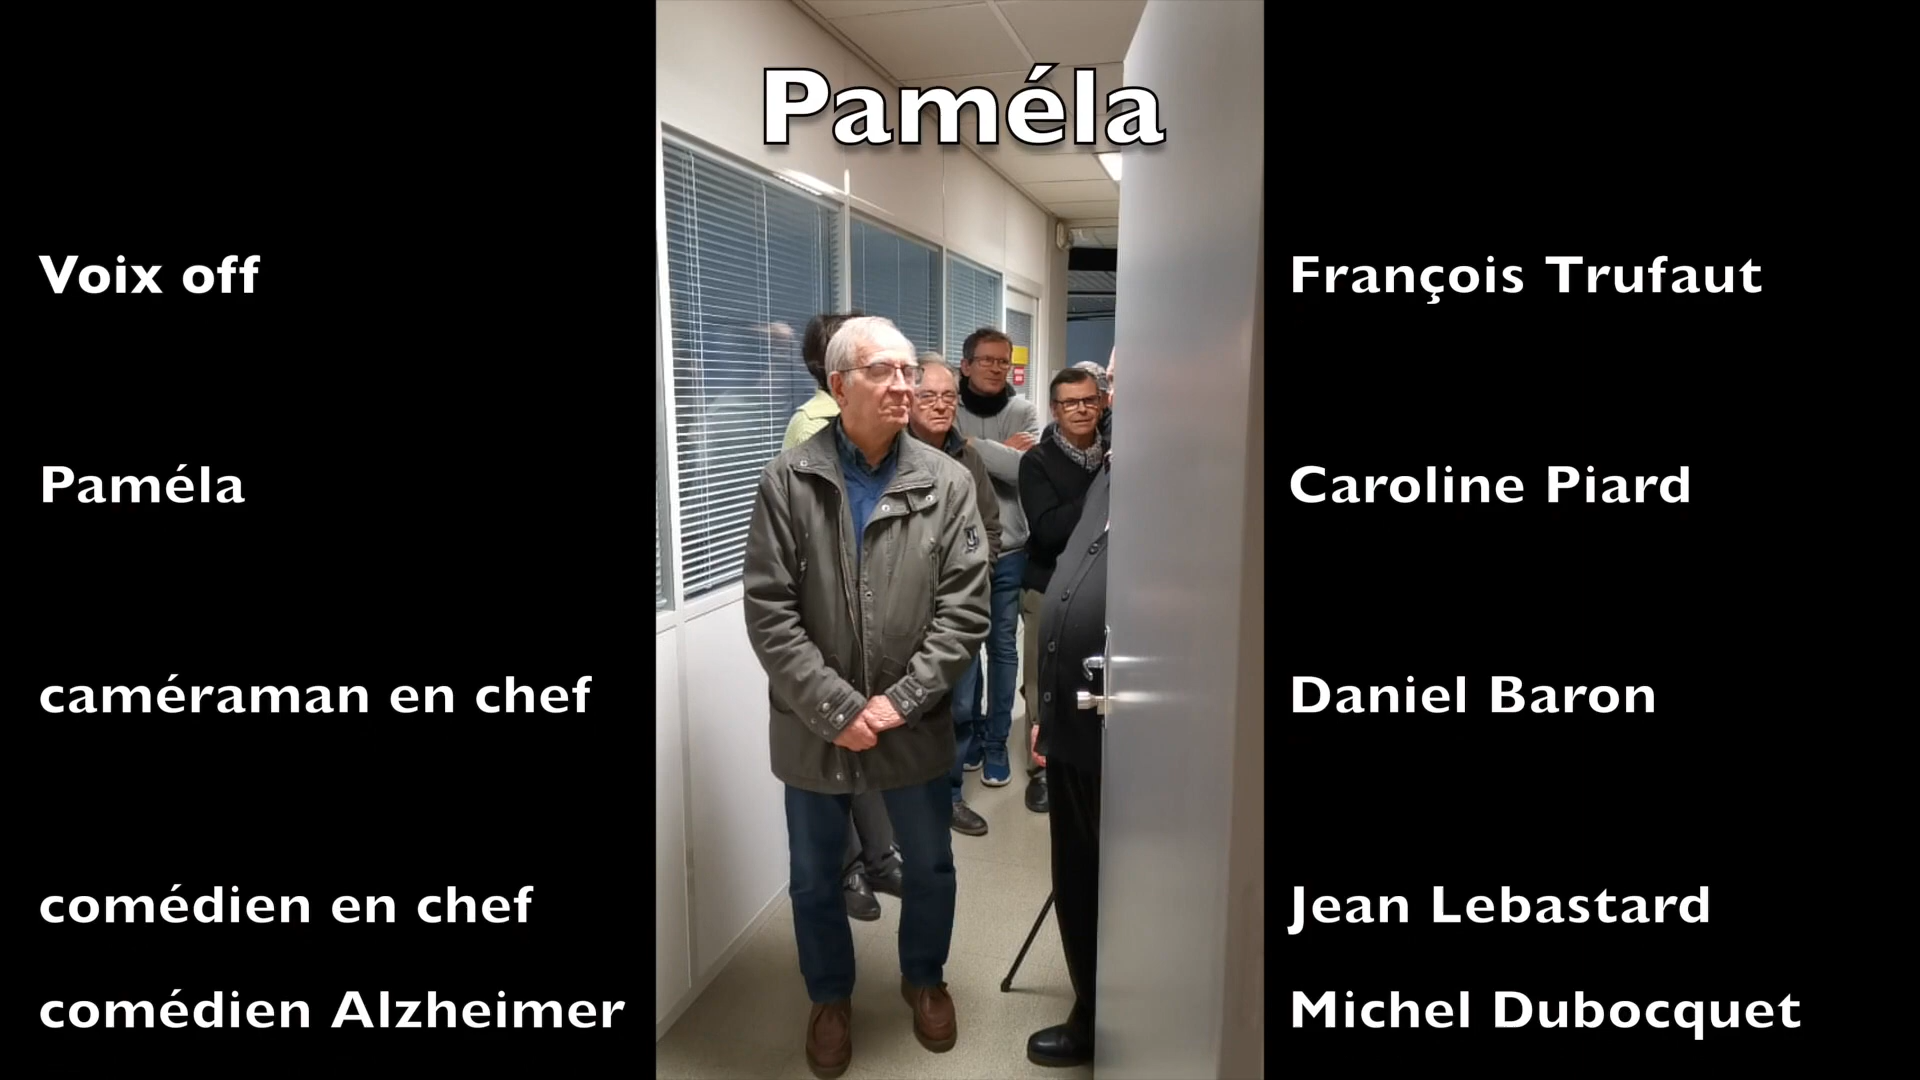 Paméla
Voix off François Trufaut
Paméla Caroline Piard
caméraman en chef Daniel Baron
comédien en chef Jean Lebastard
comédien Alzheimer Michel Dubocquet